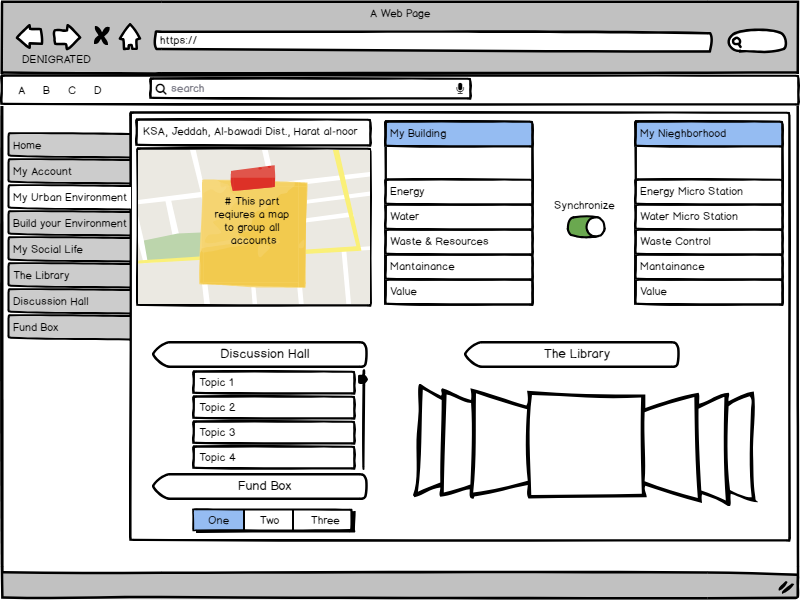 A Web Page
https://
DENIGRATED
A B C D
search
Home
My Account
My Urban Environment
Build your Environment
My Social Life
The Library
Discussion Hall
Fund Box
KSA, Jeddah, Al-bawadi Dist., Harat al-noor
# This part
reqiures a map
to group all
accounts
My Building
Energy
Water
Waste & Resources
Mantainance
Value
Synchronize
My Nieghborhood
Energy Micro Station
Water Micro Station
Waste Control
Mantainance
Value
Discussion Hall
Topic 1
Topic 2
Topic 3
Topic 4
Fund Box
One Two Three
The Library